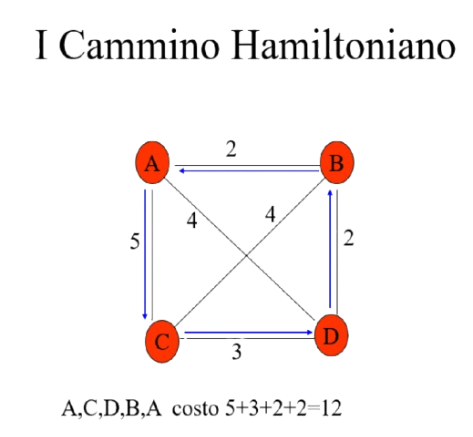 I Cammino Hamiltoniano
2
A
B
4
4
5
2
C
D
3
A,C,D,B,A costo 5+3+2+2=12